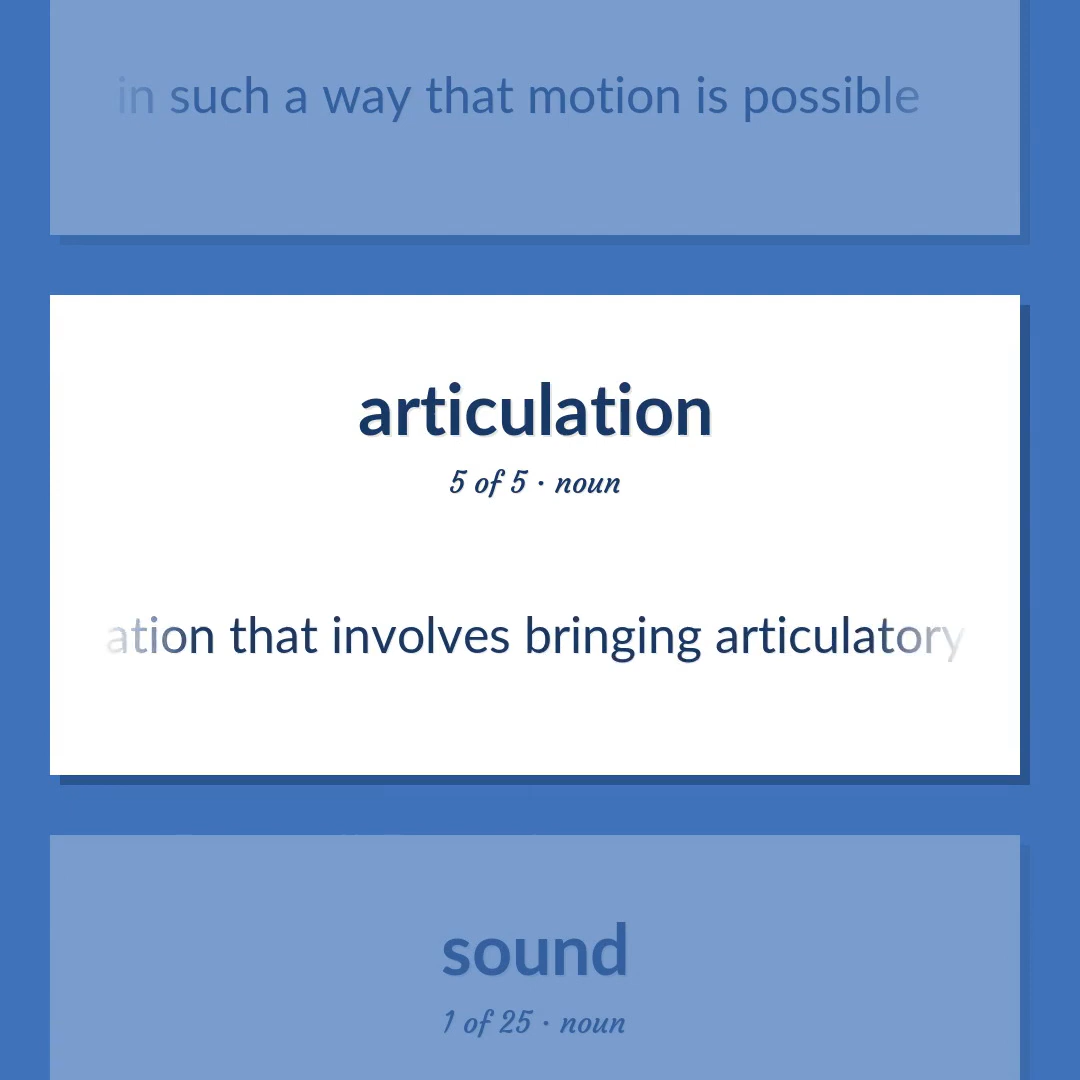 in such a way that motion is possible
articulation
5 of 5 · noun
ation that involves bringing articulatory
sound
1 of 25 · noun